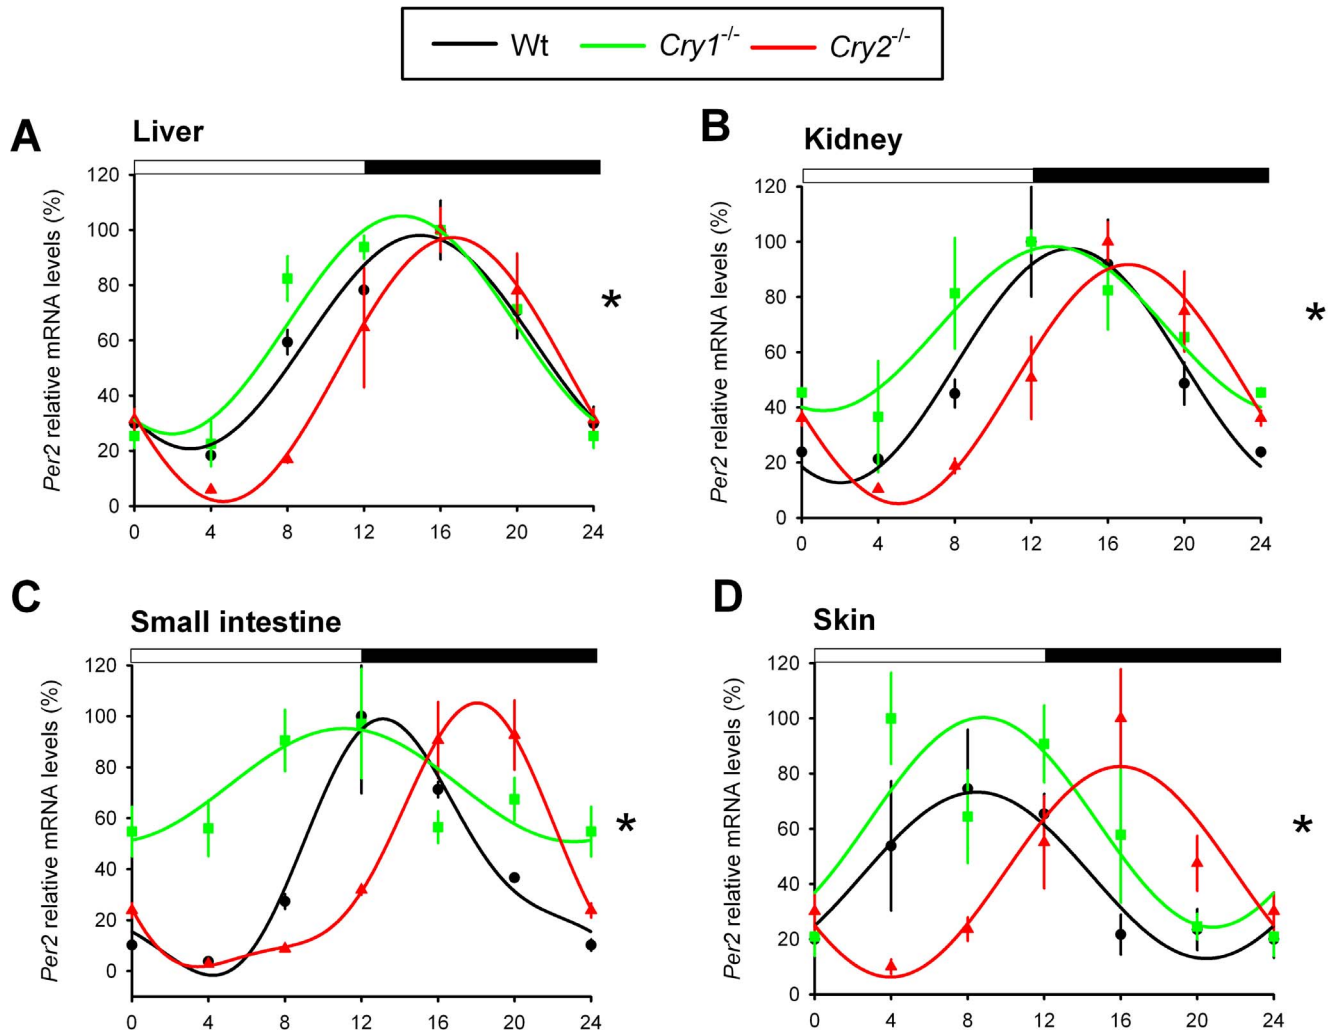 Wt Cry1-/- Cry2-/-
A Liver
Per2 relative mRNA levels (%)
120
100
80
60
40
20
0
0 4 8 12 16 20 24
*
B Kidney
Per2 relative mRNA levels (%)
120
100
80
60
40
20
0
0 4 8 12 16 20 24
*
C Small intestine
Per2 relative mRNA levels (%)
120
100
80
60
40
20
0
0 4 8 12 16 20 24
*
D Skin
Per2 relative mRNA levels (%)
120
100
80
60
40
20
0
0 4 8 12 16 20 24
*